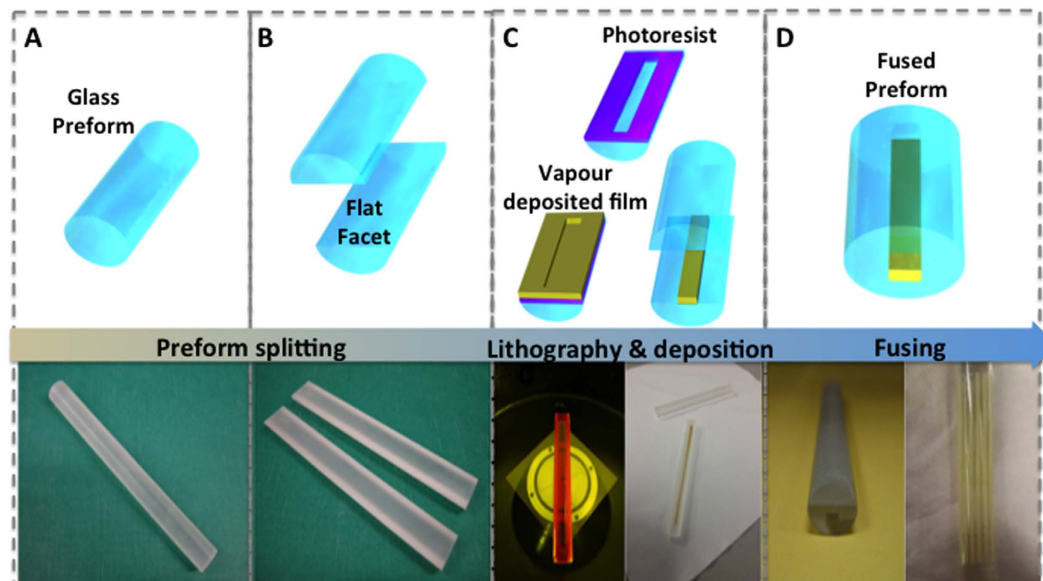 A
B
C
D
Glass
Preform
Flat
Facet
Photoresist
Vapour
deposited film
Fused
Preform
Preform splitting
Lithography & deposition
Fusing